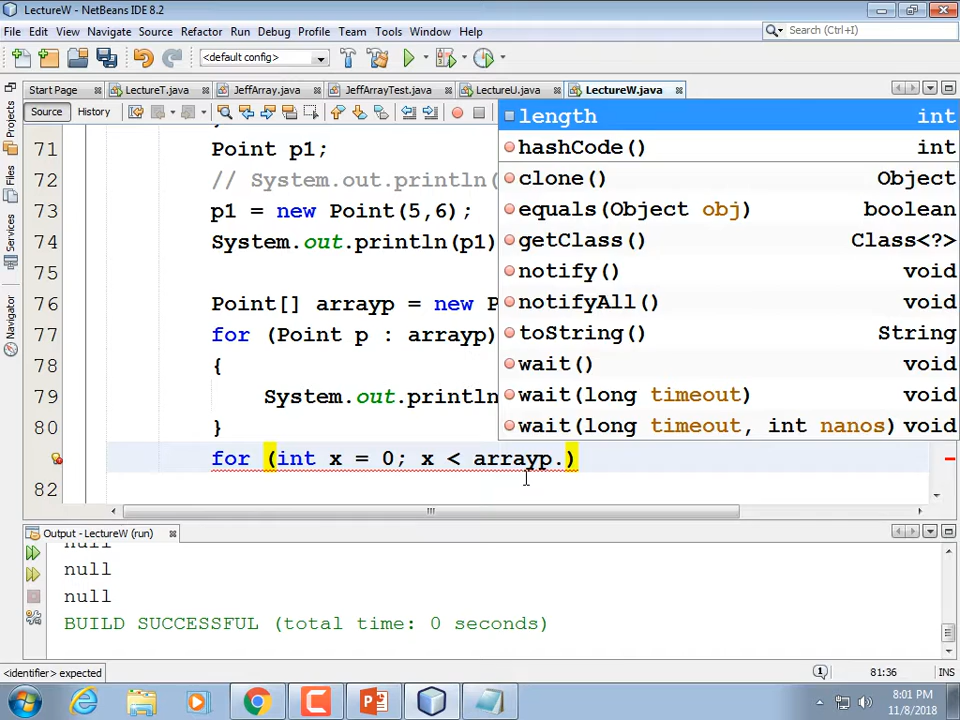 LectureW - NetBeans IDE 8.2
File Edit View Navigate Source Refactor Run Debug Profile Team Tools Window Help
Search (Ctrl+I)
<default config>
Start Page LectureT.java JeffArray.java JeffArrayTest.java LectureU.java LectureW.java
Source History
Projects
Files
Services
Navigator
71 Point p1;
72 // System.out.println(
73 p1 = new Point(5,6);
74 System.out.println(p1)
75
76 Point[] arrayp = new P
77 for (Point p : arrayp)
78 {
79 System.out.println
80 }
for (int x = 0; x < arrayp.)
82
length int
hashCode() int
clone() Object
equals(Object obj) boolean
getClass() Class<?>
notify() void
notifyAll() void
toString() String
wait() void
wait(long timeout) void
wait(long timeout, int nanos) void
Output - LectureW (run)
null
null
null
BUILD SUCCESSFUL (total time: 0 seconds)
<identifier> expected
1
81:36
INS
8:01 PM
11/8/2018